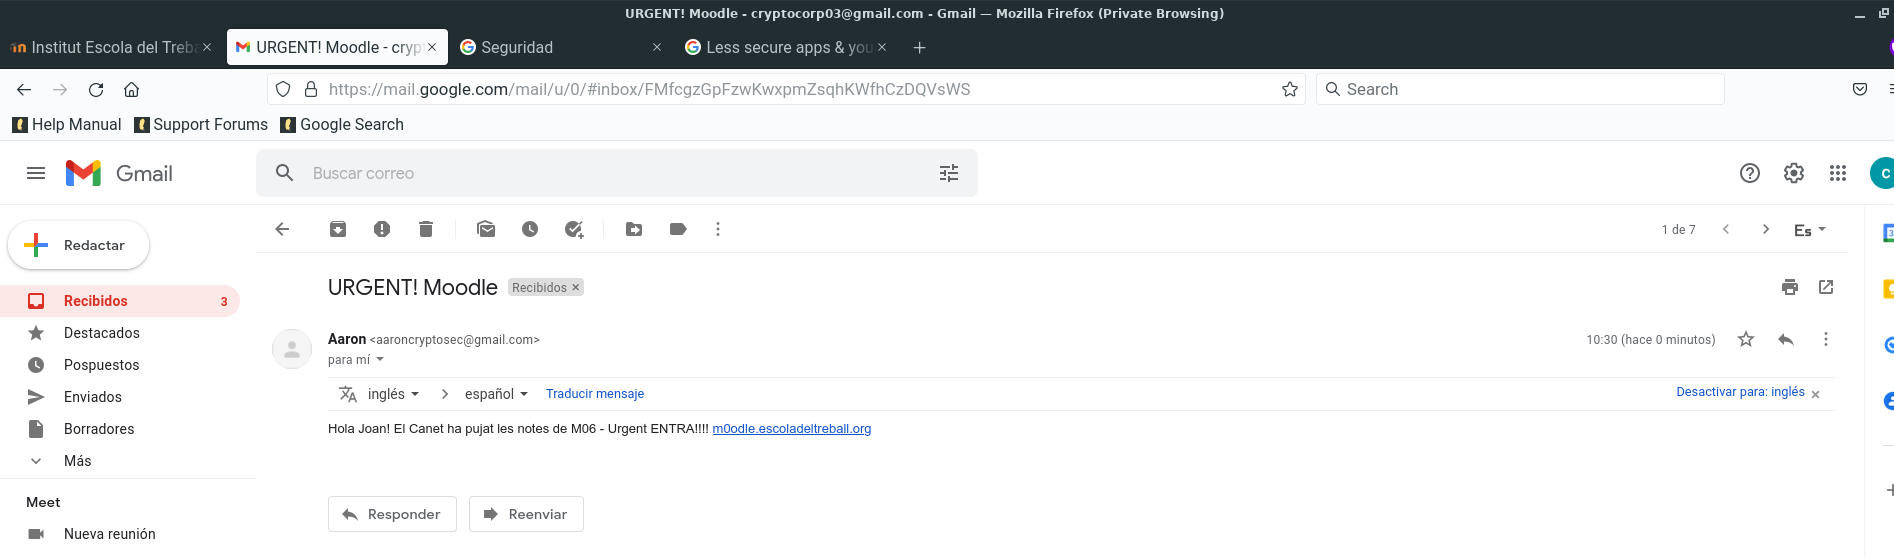 URGENT! Moodle - cryptocorp03@gmail.com - Gmail — Mozilla Firefox (Private Browsing)
Institut Escola del Treb URGENT! Moodle - cryp Seguridad Less secure apps & you
https://mail.google.com/mail/u/0/#inbox/FMfcgzGpFzwKwxpmZsqhKWfhCzDQVsWS Search
Help Manual Support Forums Google Search
Gmail Buscar correo C
Redactar 1 de 7 Es
URGENT! Moodle Recibidos ×
Recibidos 3
Destacados
Aaron <aaroncryptosec@gmail.com> 10:30 (hace 0 minutos)
para mí
Pospuestos
inglés español Traducir mensaje Desactivar para: inglés ×
Enviados
Borradores
Hola Joan! El Canet ha pujat les notes de M06 - Urgent ENTRA!!!! m0odle.escoladeltreball.org
Más
Meet
Responder Reenviar
Nueva reunión